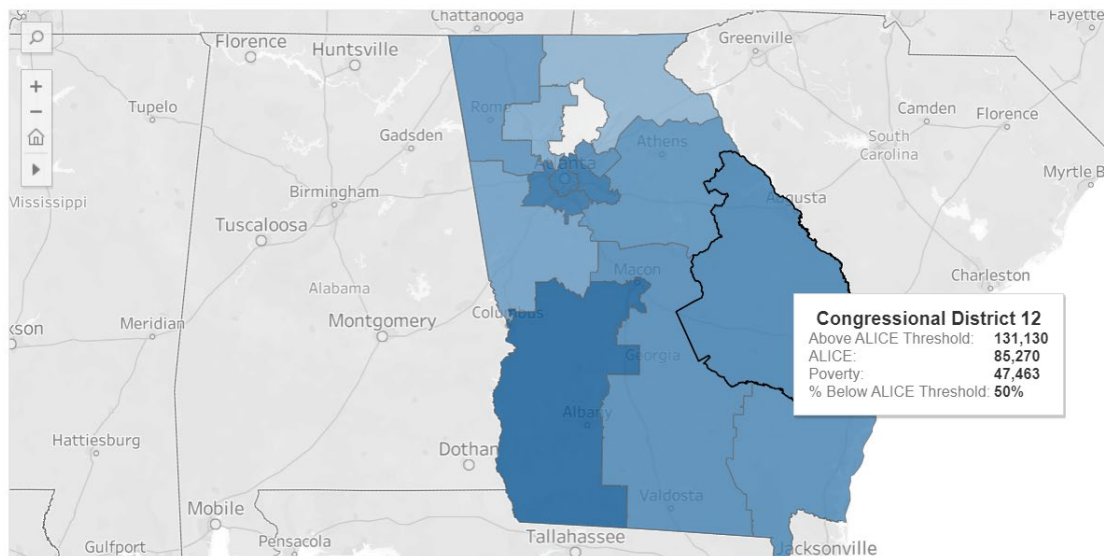 Chattanooga
Fayette
Florence
Huntsville
Greenville
Tupelo
Rome
Camden
Florence
Gadsden
Athens
South
Carolina
Atlanta
Myrtle B
Mississippi
Birmingham
Augusta
Tuscaloosa
Macon
Charleston
Alabama
Columbus
Congressional District 12
Above ALICE Threshold: 131,130
ALICE: 85,270
Poverty: 47,463
% Below ALICE Threshold: 50%
kson
Meridian
Montgomery
Georgia
Albany
Hattiesburg
Dothan
Valdosta
Mobile
Tallahassee
Gulfport
Pensacola
Jacksonville